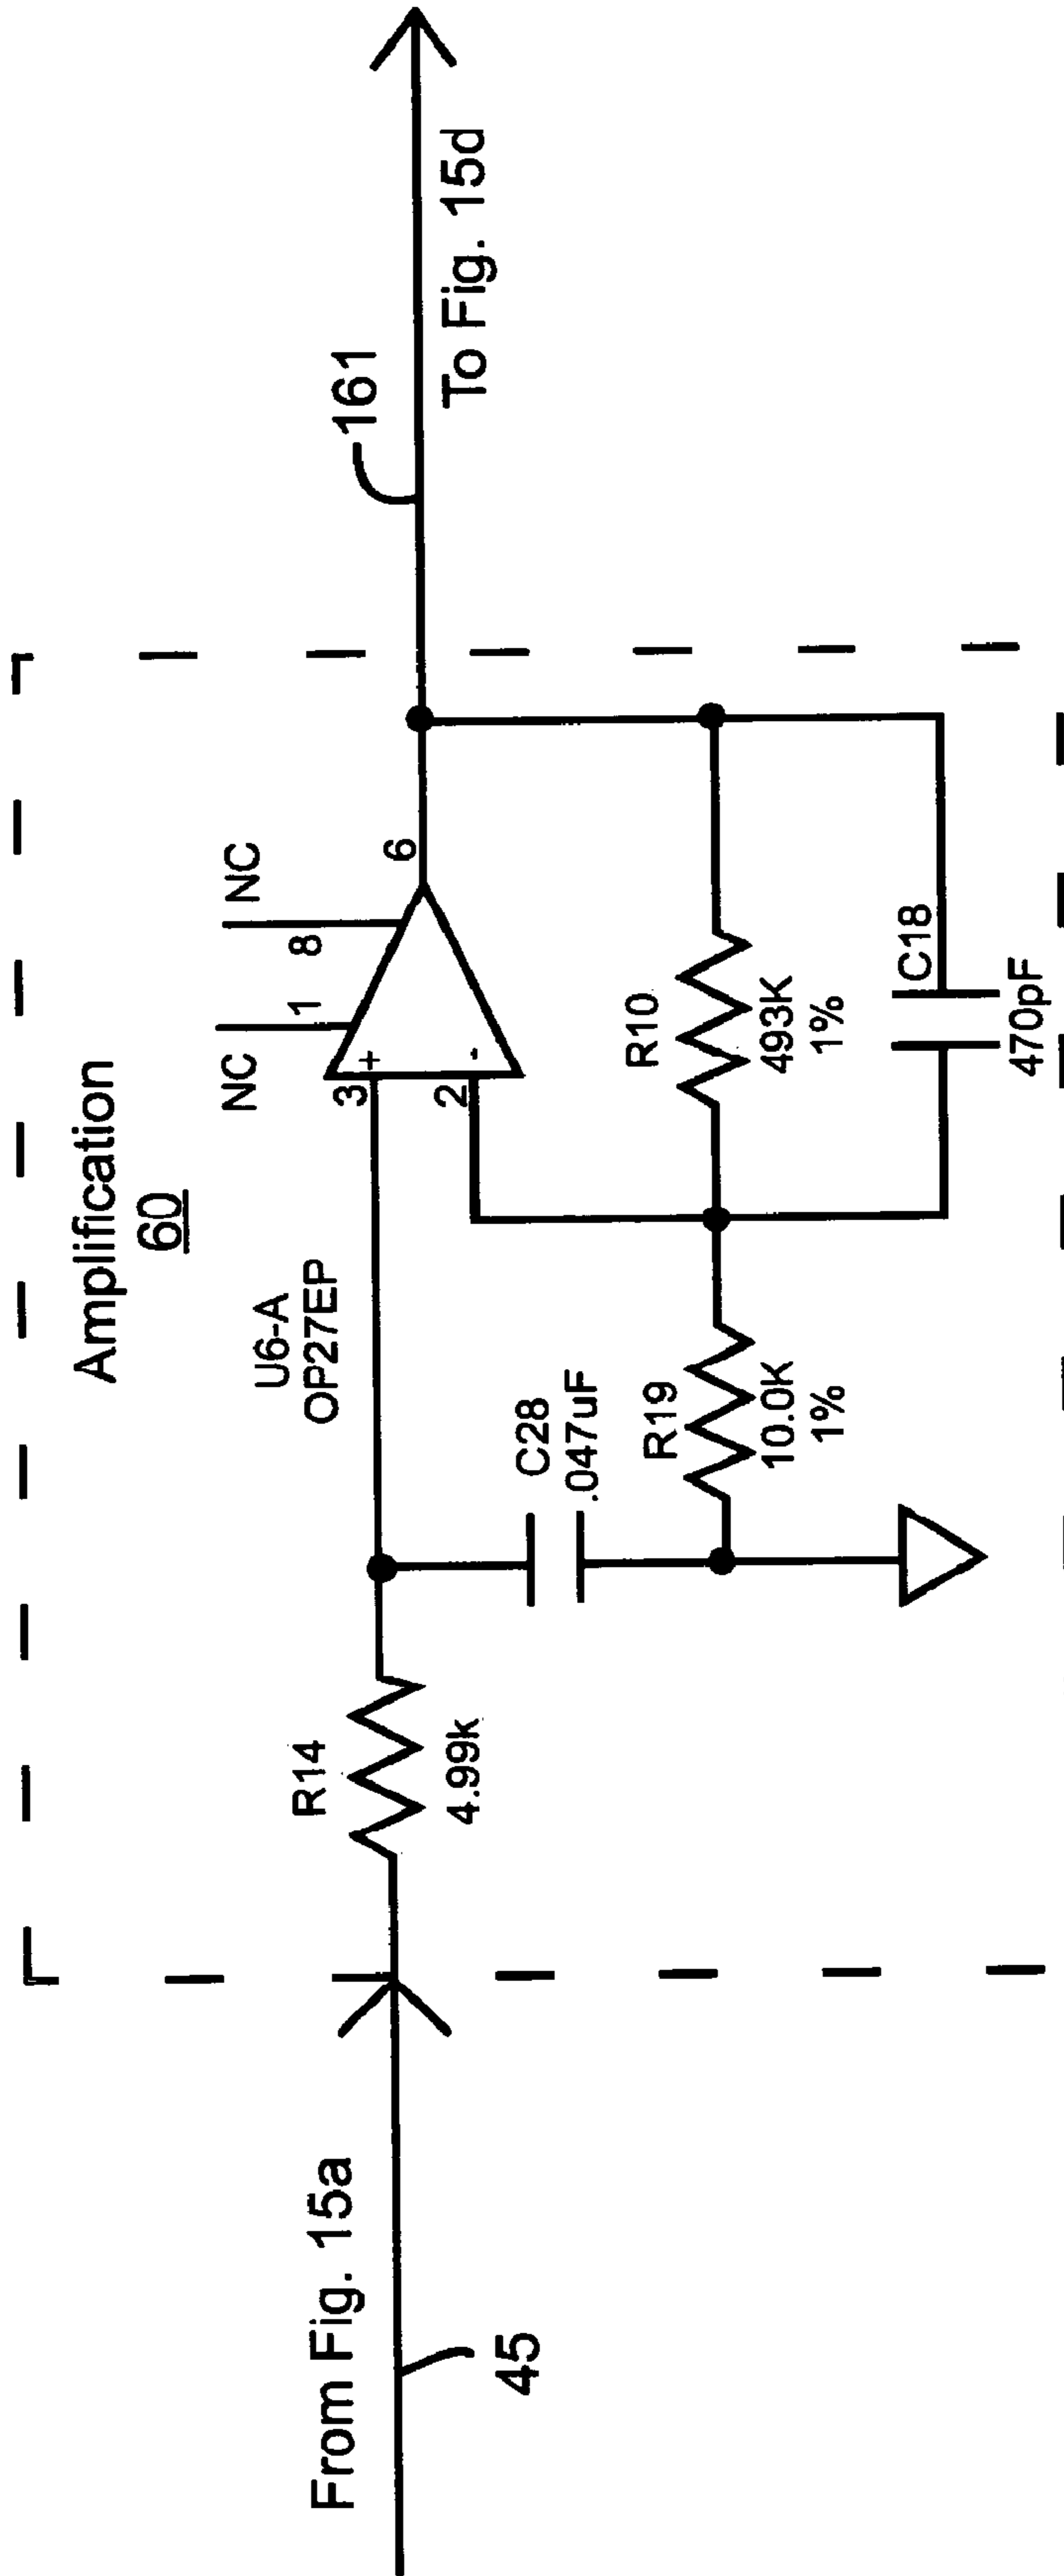 Amplification
60
From Fig. 15a
45
R14
4.99k
U6-A
OP27EP
C28
.047uF
NC
1
NC
8
3
+
2
-
6
R19
10.0K
1%
R10
493K
1%
C18
470pF
161
To Fig. 15d